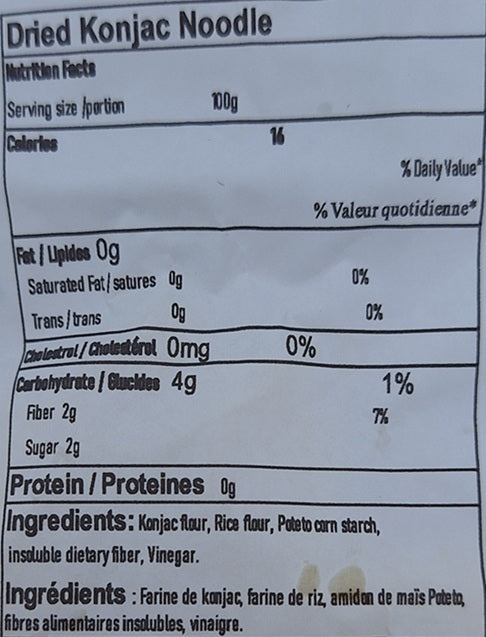 Dried Konjac Noodle
Nutrition Facts
Serving size /portion 100g
Calories 16
% Daily Value*
% Valeur quotidienne*
Fat / Lipides 0g
Saturated Fat / satures 0g 0%
Trans / trans 0g 0%
Cholestral / Cholestérol 0mg 0%
Carbohydrate / Glucides 4g 1%
Fiber 2g 7%
Sugar 2g
Protein / Proteines 0g
Ingredients: Konjac flour, Rice flour, Poteto corn starch,
insoluble dietary fiber, Vinegar.
Ingrédients : Farine de konjac, farine de riz, amidon de maïs Poteto,
fibres alimentaires insolubles, vinaigre.